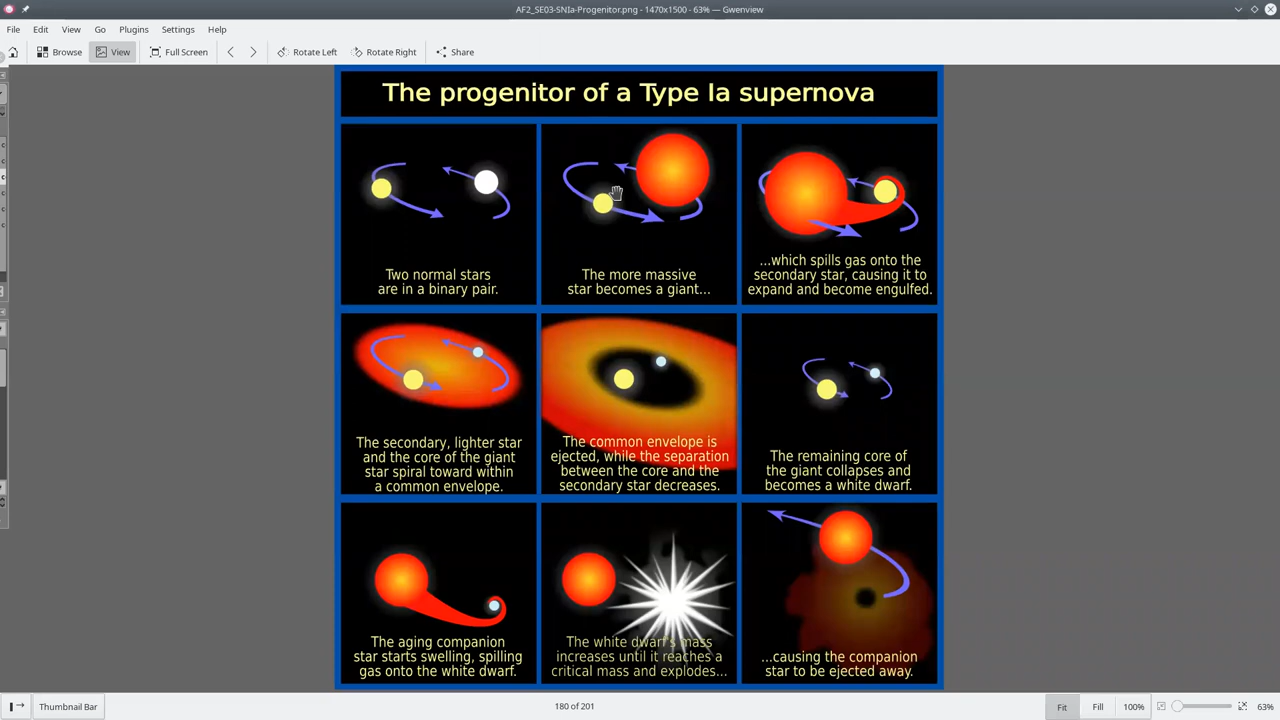 AF2_SE03-SNIa-Progenitor.png - 1470x1500 - 63% — Gwenview
File Edit View Go Plugins Settings Help
Browse View Full Screen Rotate Left Rotate Right Share
The progenitor of a Type Ia supernova
Two normal stars
are in a binary pair.
The more massive
star becomes a giant...
...which spills gas onto the
secondary star, causing it to
expand and become engulfed.
The secondary, lighter star
and the core of the giant
star spiral toward within
a common envelope.
The common envelope is
ejected, while the separation
between the core and the
secondary star decreases.
The remaining core of
the giant collapses and
becomes a white dwarf.
The aging companion
star starts swelling, spilling
gas onto the white dwarf.
The white dwarf's mass
increases until it reaches a
critical mass and explodes...
...causing the companion
star to be ejected away.
Thumbnail Bar 180 of 201 Fit Fill 100% 63%